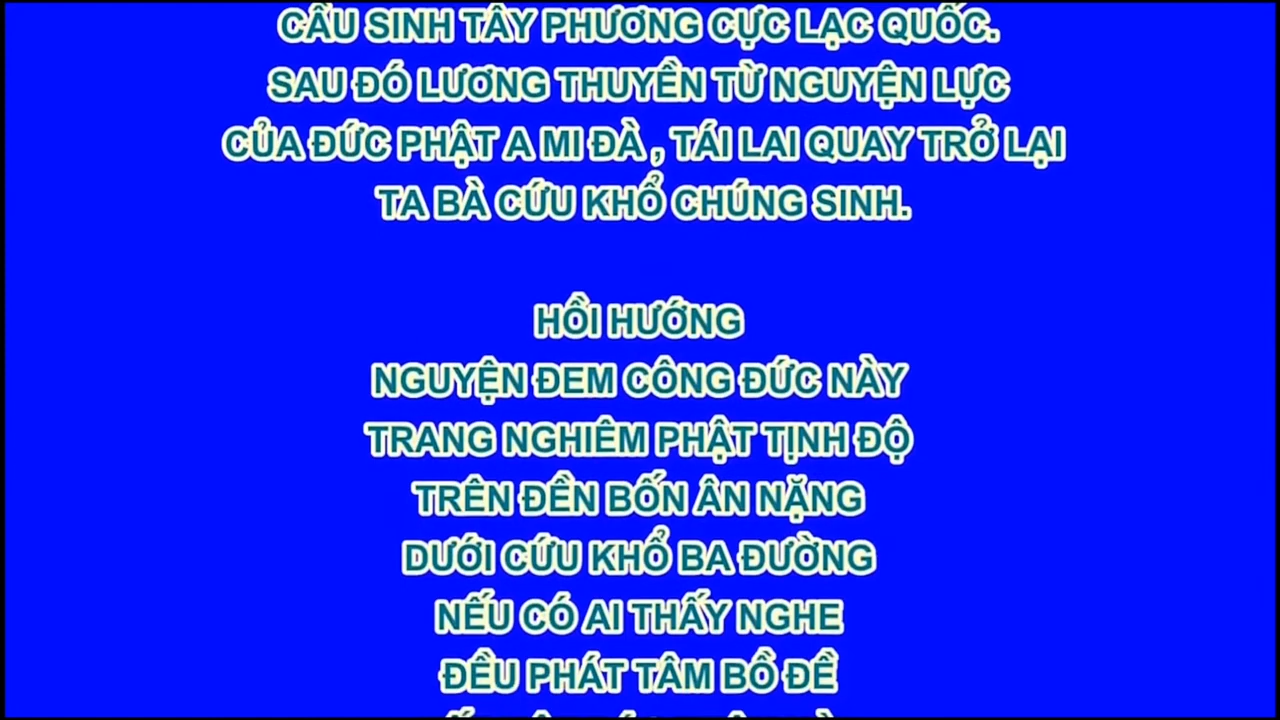 CẦU SINH TÂY PHƯƠNG CỰC LẠC QUỐC.
SAU ĐÓ LƯƠNG THUYỀN TỪ NGUYỆN LỰC
CỦA ĐỨC PHẬT A MI ĐÀ , TÁI LAI QUAY TRỞ LẠI
TA BÀ CỨU KHỔ CHÚNG SINH.
HỒI HƯỚNG
NGUYỆN ĐEM CÔNG ĐỨC NÀY
TRANG NGHIÊM PHẬT TỊNH ĐỘ
TRÊN ĐỀN BỐN ÂN NẶNG
DƯỚI CỨU KHỔ BA ĐƯỜNG
NẾU CÓ AI THẤY NGHE
ĐỀU PHÁT TÂM BỒ ĐỀ